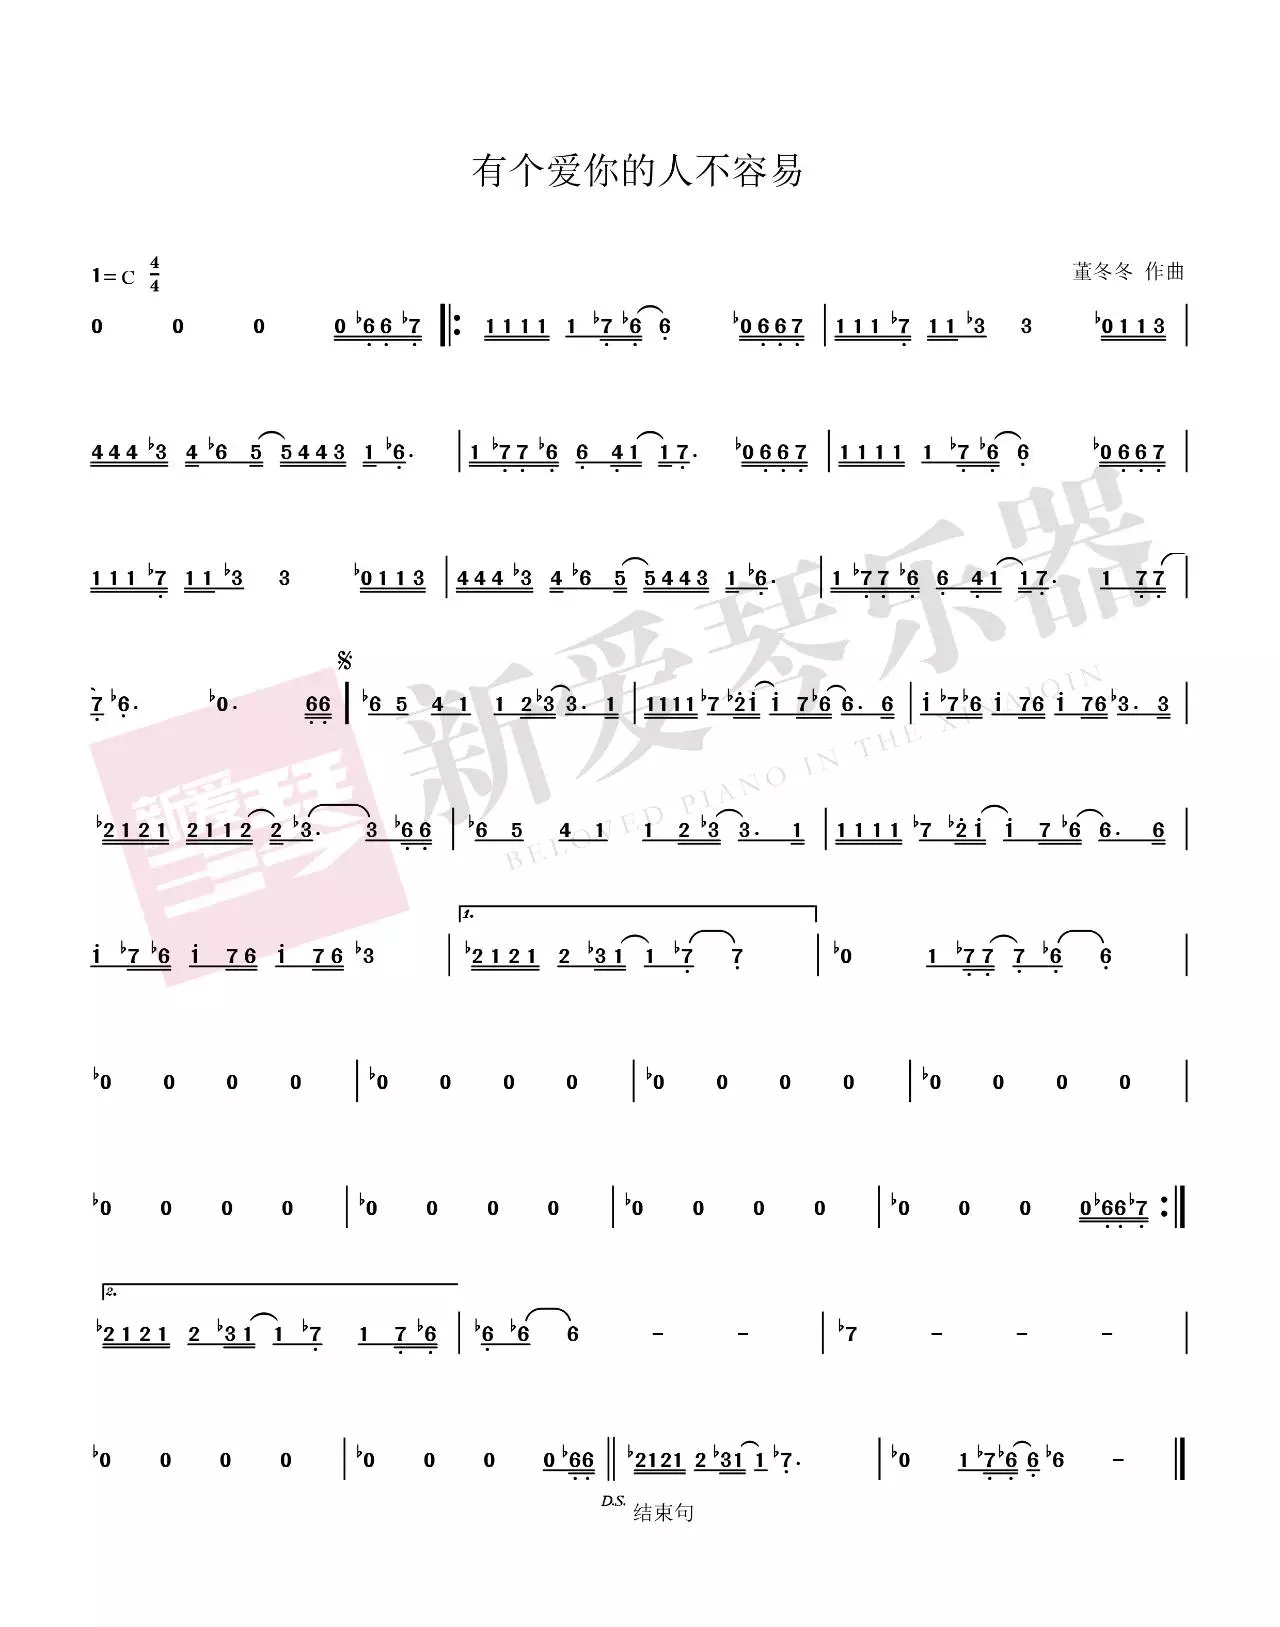 有个爱你的人不容易
1=C 4/4
董冬冬 作曲
0 0 0 0 ♭6 6 ♭7 |: 1 1 1 1 1 ♭7 ♭6 6 ♭0 6 6 7 | 1 1 1 ♭7 1 1 ♭3 3 ♭0 1 1 3 |
4 4 4 ♭3 4 ♭6 5 5 4 4 3 1 ♭6. | 1 ♭7 7 ♭6 6 4 1 1 7. ♭0 6 6 7 | 1 1 1 1 1 ♭7 ♭6 6 ♭0 6 6 7 |
1 1 1 ♭7 1 1 ♭3 3 ♭0 1 1 3 | 4 4 4 ♭3 4 ♭6 5 5 4 4 3 1 ♭6. | 1 ♭7 7 ♭6 6 4 1 1 7. 1 7 7 |
7 ♭6. ♭0. 6 6 | ♭6 5 4 1 1 2 ♭3 3. 1 | 1 1 1 1 ♭7 ♭2 i i 7 ♭6 6. 6 | i ♭7 ♭6 i 7 6 i 7 6 ♭3. 3 |
♭2 1 2 1 2 1 1 2 2 ♭3. 3 ♭6 6 | ♭6 5 4 1 1 2 ♭3 3. 1 | 1 1 1 1 ♭7 ♭2 i i 7 ♭6 6. 6 |
1.
i ♭7 ♭6 i 7 6 i 7 6 ♭3 | ♭2 1 2 1 2 ♭3 1 1 ♭7 7 | ♭0 1 ♭7 7 7 ♭6 6 |
♭0 0 0 0 | ♭0 0 0 0 | ♭0 0 0 0 | ♭0 0 0 0 |
♭0 0 0 0 | ♭0 0 0 0 | ♭0 0 0 0 | ♭0 0 0 0 ♭6 6 ♭7 :|
2.
♭2 1 2 1 2 ♭3 1 1 ♭7 1 7 ♭6 | ♭6 ♭6 6 – – | ♭7 – – – |
♭0 0 0 0 | ♭0 0 0 0 ♭6 6 || ♭2 1 2 1 2 ♭3 1 1 ♭7. | ♭0 1 ♭7 ♭6 6 ♭6 – |
D.S. 结束句
新爱琴
新爱琴乐器
BELOVED PIANO IN THE XINAIQIN